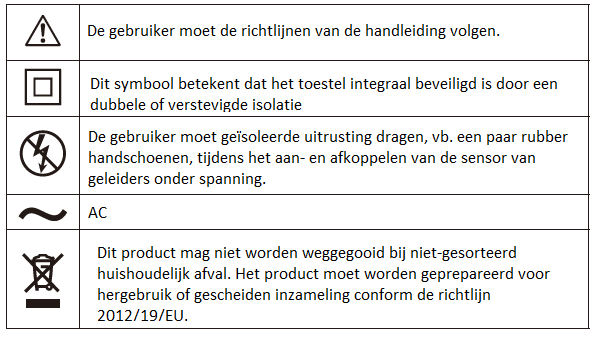 De gebruiker moet de richtlijnen van de handleiding volgen.
Dit symbool betekent dat het toestel integraal beveiligd is door een
dubbele of verstevigde isolatie
De gebruiker moet geïsoleerde uitrusting dragen, vb. een paar rubber
handschoenen, tijdens het aan- en afkoppelen van de sensor van
geleiders onder spanning.
AC
Dit product mag niet worden weggegooid bij niet-gesorteerd
huishoudelijk afval. Het product moet worden geprepareerd voor
hergebruik of gescheiden inzameling conform de richtlijn
2012/19/EU.